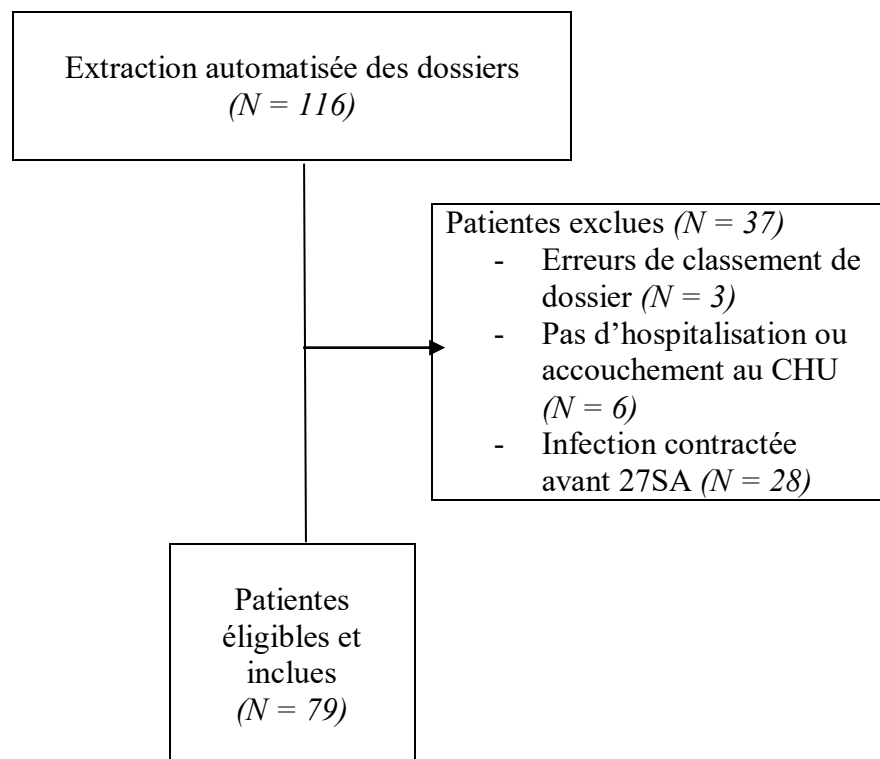 Extraction automatisée des dossiers
(N = 116)
Patientes exclues (N = 37)
- Erreurs de classement de
dossier (N = 3)
- Pas d’hospitalisation ou
accouchement au CHU
(N = 6)
- Infection contractée
avant 27SA (N = 28)
Patientes
éligibles et
inclues
(N = 79)